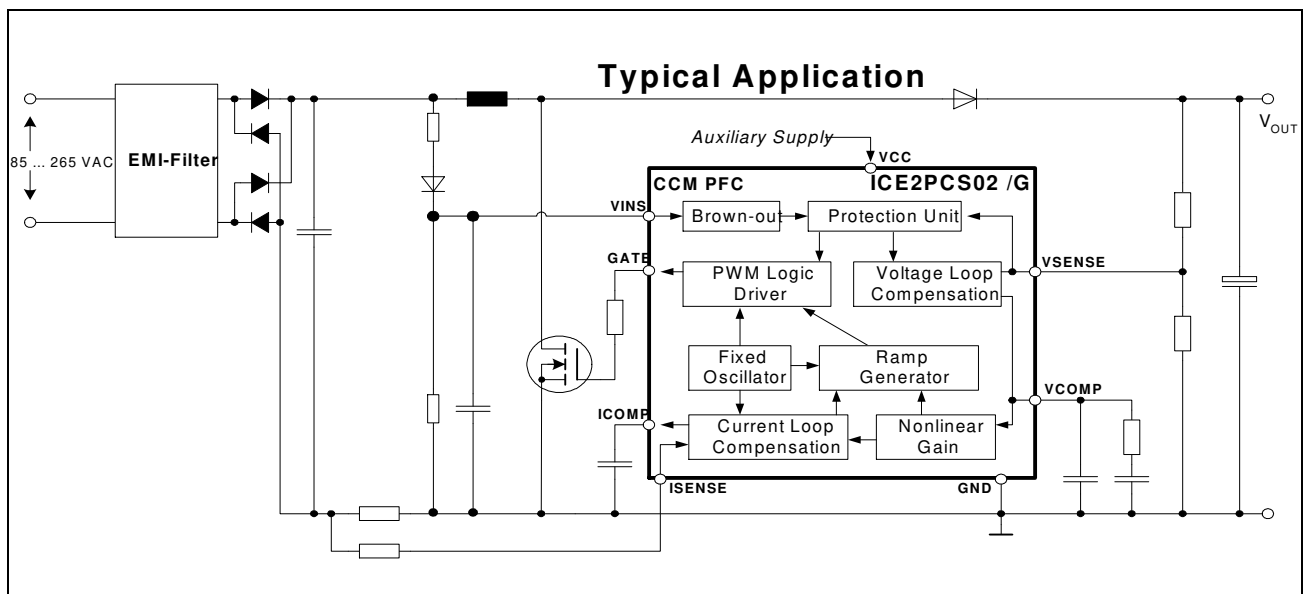 Typical Application
85 ... 265 VAC
EMI-Filter
V_OUT
Auxiliary Supply
VCC
CCM PFC
ICE2PCS02 /G
VINS
Brown-out
Protection Unit
GATE
PWM Logic
Driver
Voltage Loop
Compensation
VSENSE
Fixed
Oscillator
Ramp
Generator
ICOMP
VCOMP
Current Loop
Compensation
Nonlinear
Gain
ISENSE
GND